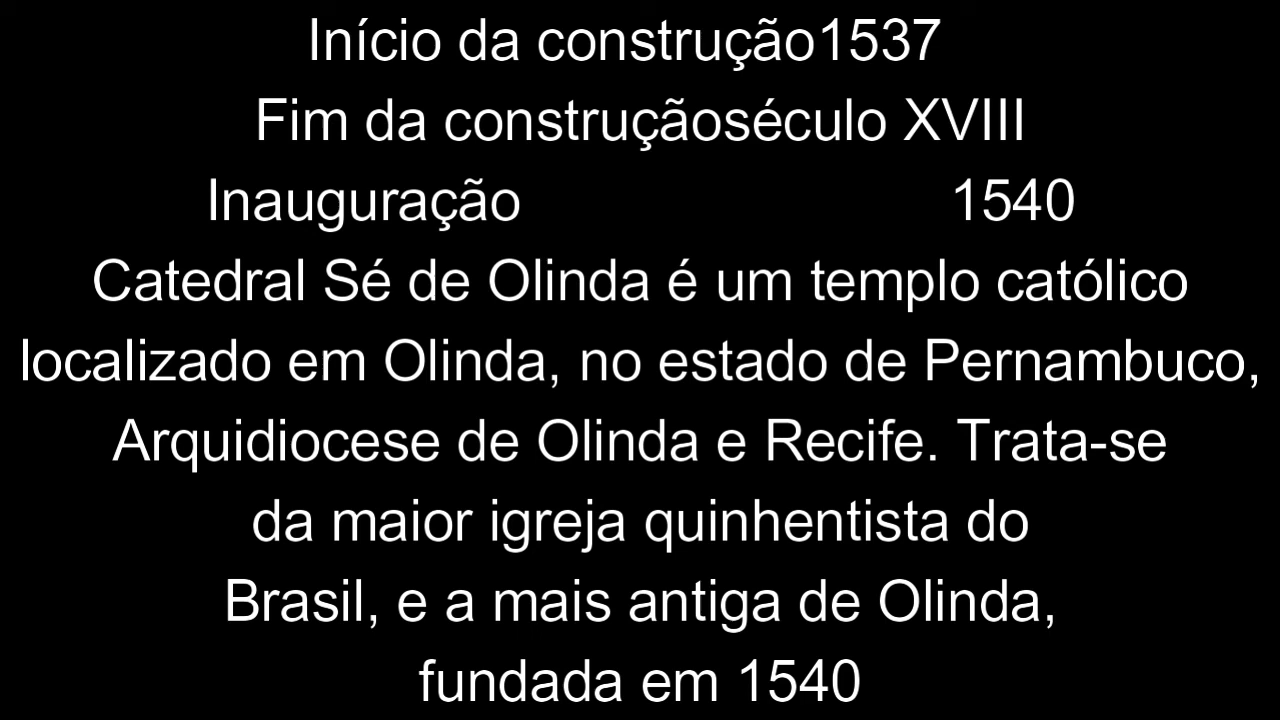 Início da construção1537
Fim da construçãoséculo XVIII
Inauguração 1540
Catedral Sé de Olinda é um templo católico
localizado em Olinda, no estado de Pernambuco,
Arquidiocese de Olinda e Recife. Trata-se
da maior igreja quinhentista do
Brasil, e a mais antiga de Olinda,
fundada em 1540